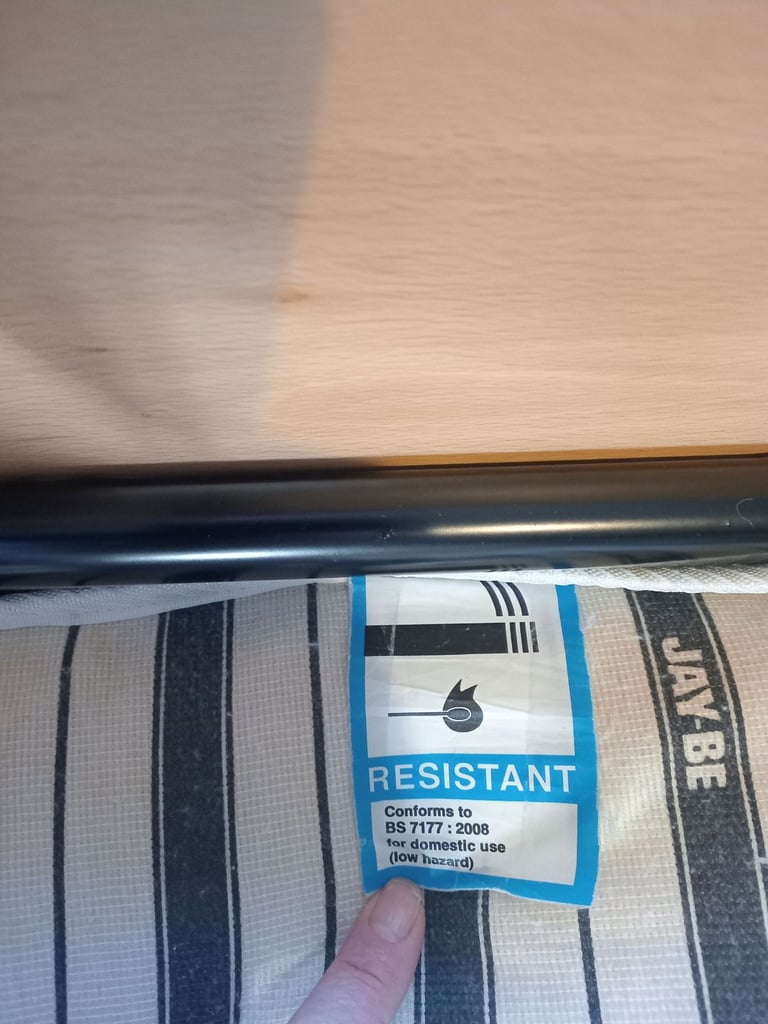 RESISTANT
Conforms to
BS 7177 : 2008
for domestic use
(low hazard)
JAY-BE